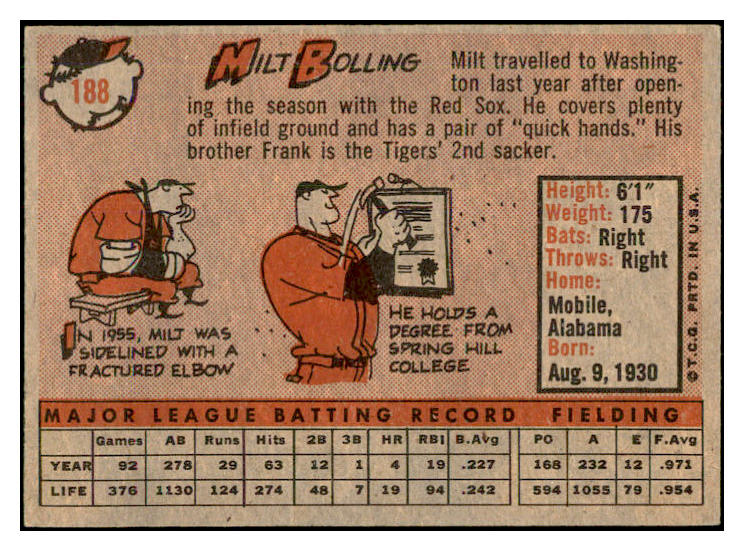 188
MILT BOLLING
Milt travelled to Washing-
ton last year after open-
ing the season with the Red Sox. He covers plenty
of infield ground and has a pair of "quick hands." His
brother Frank is the Tigers' 2nd sacker.
IN 1955, MILT WAS
SIDELINED WITH A
FRACTURED ELBOW
HE HOLDS A
DEGREE FROM
SPRING HILL
COLLEGE
Height: 6'1"
Weight: 175
Bats: Right
Throws: Right
Home:
Mobile,
Alabama
Born:
Aug. 9, 1930
©T.C.G. PRTD. IN U.S.A.
MAJOR LEAGUE BATTING RECORD FIELDING
Games AB Runs Hits 2B 3B HR RBI B.Avg PO A E F.Avg
YEAR 92 278 29 63 12 1 4 19 .227 168 232 12 .971
LIFE 376 1130 124 274 48 7 19 94 .242 594 1055 79 .954